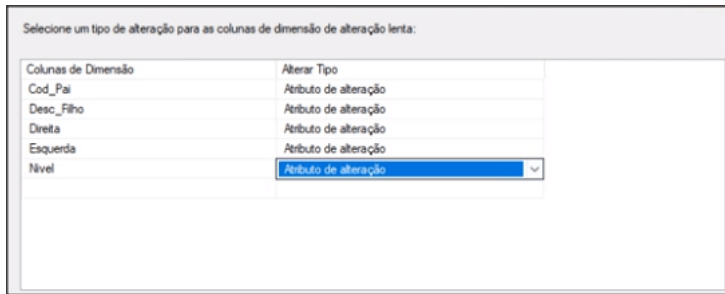 Selecione um tipo de alteração para as colunas de dimensão de alteração lenta:
Colunas de Dimensão Alterar Tipo
Cod_Pai Atributo de alteração
Desc_Filho Atributo de alteração
Direita Atributo de alteração
Esquerda Atributo de alteração
Nivel Atributo de alteração